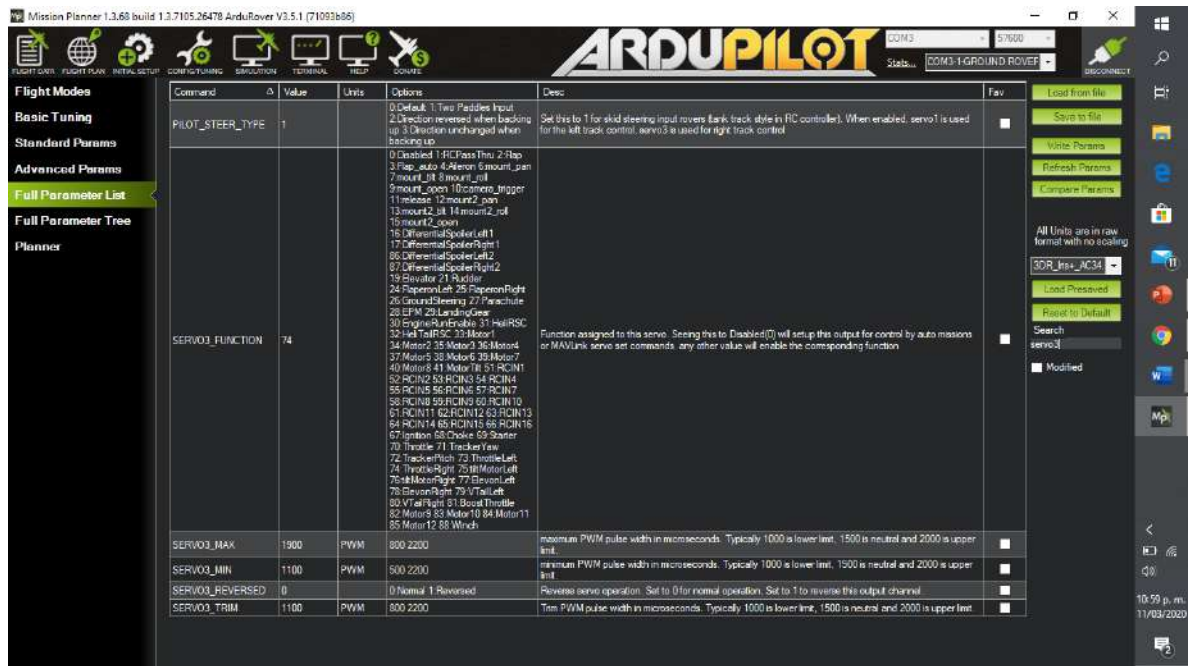 Mission Planner 1.3.68 build 1.3.7105.26478 ArduRover V3.5.1 (71093b86)
FLIGHT DATA FLIGHT PLAN INITIAL SETUP CONFIG/TUNING SIMULATION TERMINAL HELP DONATE
ARDUPILOT
COM3 57600
Stats... COM3-1-GROUND ROVER
DISCONNECT
Flight Modes
Basic Tuning
Standard Params
Advanced Params
Full Parameter List
Full Parameter Tree
Planner
Command Value Units Options Desc Fav
PILOT_STEER_TYPE 1
0:Default 1:Two Paddles Input
2:Direction reversed when backing
up 3:Direction unchanged when
backing up
Set this to 1 for skid steering input rovers (tank track style in RC controller). When enabled, servo1 is used
for the left track control, servo3 is used for right track control
SERVO3_FUNCTION 74
0:Disabled 1:RCPassThru 2:Flap
3:Flap_auto 4:Aileron 6:mount_pan
7:mount_tilt 8:mount_roll
9:mount_open 10:camera_trigger
11:release 12:mount2_pan
13:mount2_tilt 14:mount2_roll
15:mount2_open
16:DifferentialSpoilerLeft1
17:DifferentialSpoilerRight1
86:DifferentialSpoilerLeft2
87:DifferentialSpoilerRight2
19:Elevator 21:Rudder
24:FlaperonLeft 25:FlaperonRight
26:GroundSteering 27:Parachute
28:EPM 29:LandingGear
30:EngineRunEnable 31:HeliRSC
32:HeliTailRSC 33:Motor1
34:Motor2 35:Motor3 36:Motor4
37:Motor5 38:Motor6 39:Motor7
40:Motor8 41:MotorTilt 51:RCIN1
52:RCIN2 53:RCIN3 54:RCIN4
55:RCIN5 56:RCIN6 57:RCIN7
58:RCIN8 59:RCIN9 60:RCIN10
61:RCIN11 62:RCIN12 63:RCIN13
64:RCIN14 65:RCIN15 66:RCIN16
67:Ignition 68:Choke 69:Starter
70:Throttle 71:TrackerYaw
72:TrackerPitch 73:ThrottleLeft
74:ThrottleRight 75:tiltMotorLeft
76:tiltMotorRight 77:ElevonLeft
78:ElevonRight 79:VTailLeft
80:VTailRight 81:BoostThrottle
82:Motor9 83:Motor10 84:Motor11
85:Motor12 88:Winch
Function assigned to this servo. Seeing this to Disabled(0) will setup this output for control by auto missions
or MAVLink servo set commands. any other value will enable the corresponding function
SERVO3_MAX 1900 PWM 800 2200
maximum PWM pulse width in microseconds. Typically 1000 is lower limit, 1500 is neutral and 2000 is upper
limit.
SERVO3_MIN 1100 PWM 500 2200
minimum PWM pulse width in microseconds. Typically 1000 is lower limit, 1500 is neutral and 2000 is upper
limit
SERVO3_REVERSED 0 0:Normal 1:Reversed Reverse servo operation. Set to 0 for normal operation. Set to 1 to reverse this output channel.
SERVO3_TRIM 1100 PWM 800 2200 Trim PWM pulse width in microseconds. Typically 1000 is lower limit, 1500 is neutral and 2000 is upper limit.
Load from file
Save to file
Write Params
Refresh Params
Compare Params
All Units are in raw
format with no scaling
3DR_Iris+_AC34
Load Presaved
Reset to Default
Search
servo3
Modified
11
W
Mp
10:59 p. m.
11/03/2020
2